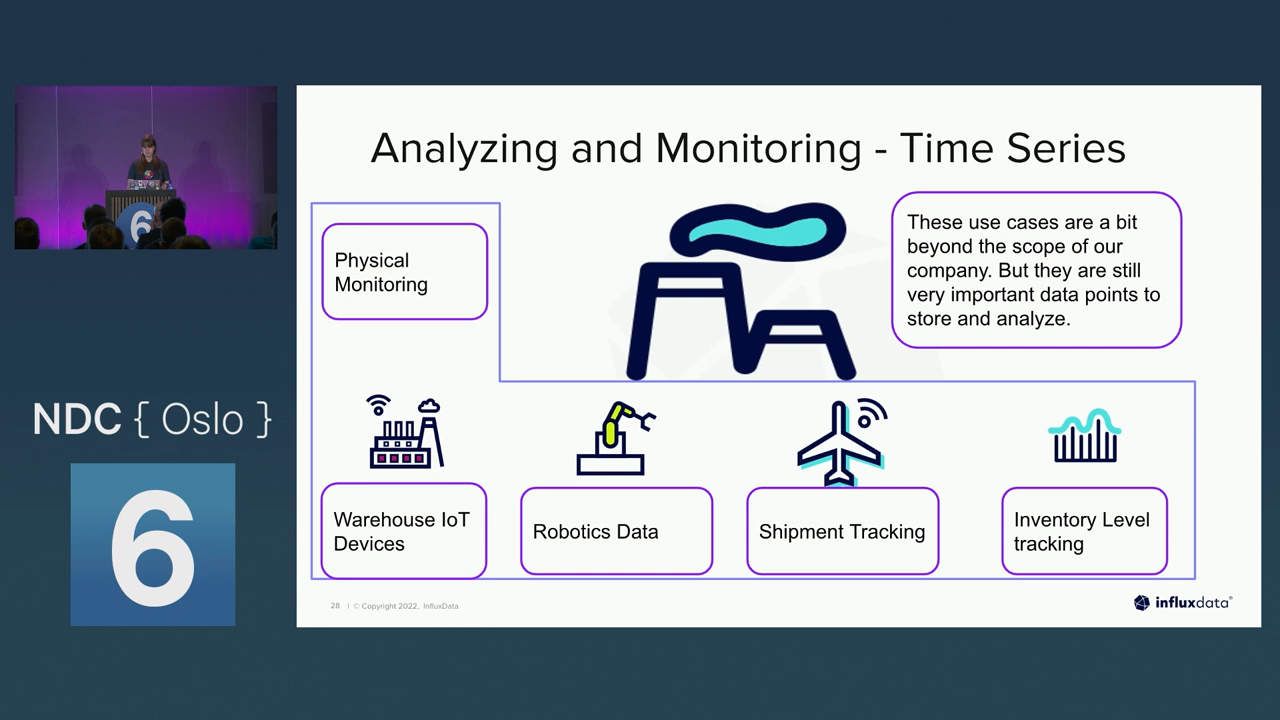 Analyzing and Monitoring - Time Series
Physical
Monitoring
These use cases are a bit
beyond the scope of our
company. But they are still
very important data points to
store and analyze.
Warehouse IoT
Devices
Robotics Data
Shipment Tracking
Inventory Level
tracking
28 | © Copyright 2022, InfluxData
influxdata®
6
NDC { Oslo }
6